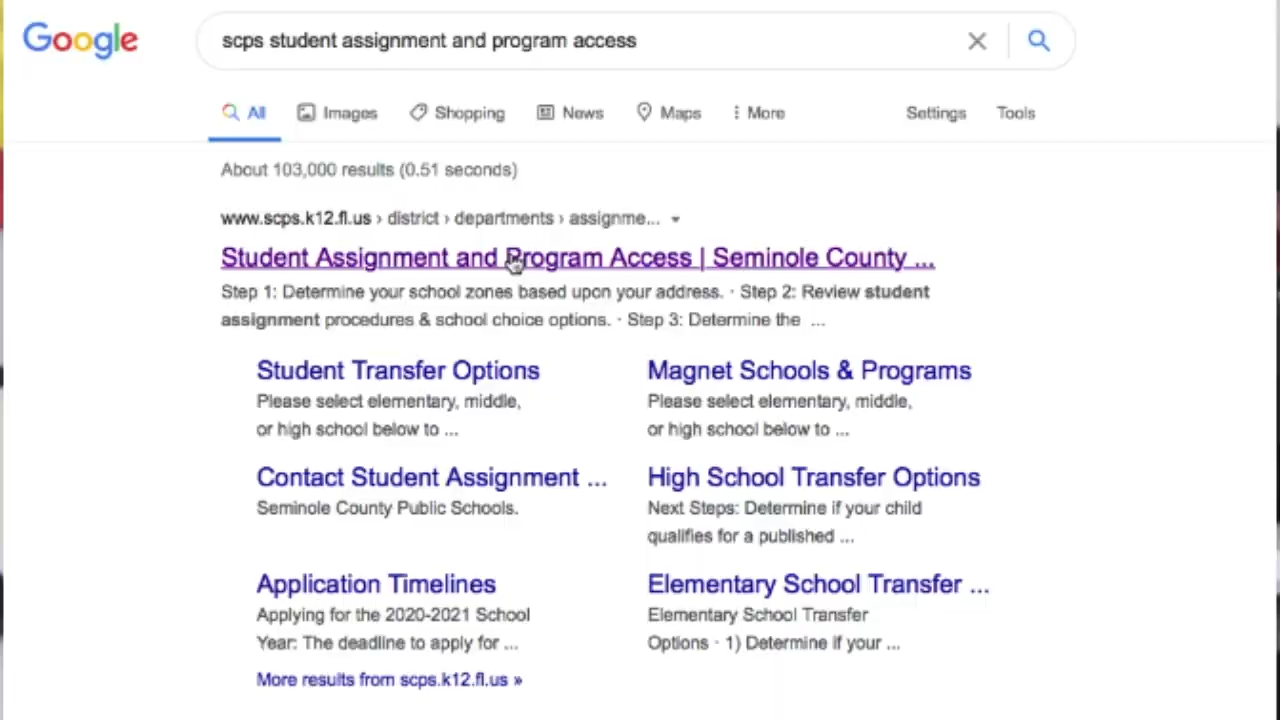 Google
scps student assignment and program access
All Images Shopping News Maps More Settings Tools
About 103,000 results (0.51 seconds)
www.scps.k12.fl.us › district › departments › assignme...
Student Assignment and Program Access | Seminole County ...
Step 1: Determine your school zones based upon your address. · Step 2: Review student
assignment procedures & school choice options. · Step 3: Determine the ...
Student Transfer Options
Please select elementary, middle,
or high school below to ...
Magnet Schools & Programs
Please select elementary, middle,
or high school below to ...
Contact Student Assignment ...
Seminole County Public Schools.
High School Transfer Options
Next Steps: Determine if your child
qualifies for a published ...
Application Timelines
Applying for the 2020-2021 School
Year: The deadline to apply for ...
Elementary School Transfer ...
Elementary School Transfer
Options · 1) Determine if your ...
More results from scps.k12.fl.us »